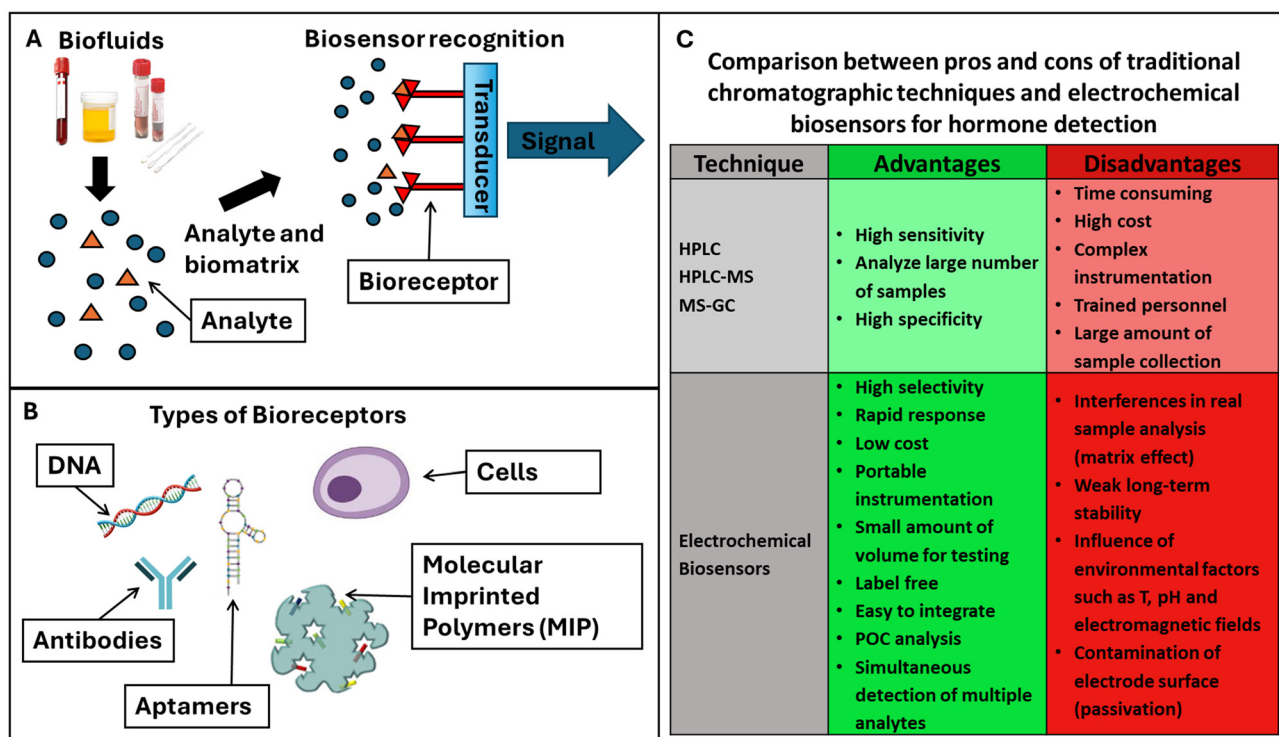 A
Biofluids
Biosensor recognition
Transducer
Signal
Analyte and
biomatrix
Bioreceptor
Analyte
B
Types of Bioreceptors
DNA
Cells
Molecular
Imprinted
Polymers (MIP)
Antibodies
Aptamers
C
Comparison between pros and cons of traditional
chromatographic techniques and electrochemical
biosensors for hormone detection
Technique
Advantages
Disadvantages
HPLC
HPLC-MS
MS-GC
• High sensitivity
• Analyze large number
of samples
• High specificity
• Time consuming
• High cost
• Complex
instrumentation
• Trained personnel
• Large amount of
sample collection
Electrochemical
Biosensors
• High selectivity
• Rapid response
• Low cost
• Portable
instrumentation
• Small amount of
volume for testing
• Label free
• Easy to integrate
• POC analysis
• Simultaneous
detection of multiple
analytes
• Interferences in real
sample analysis
(matrix effect)
• Weak long-term
stability
• Influence of
environmental factors
such as T, pH and
electromagnetic fields
• Contamination of
electrode surface
(passivation)